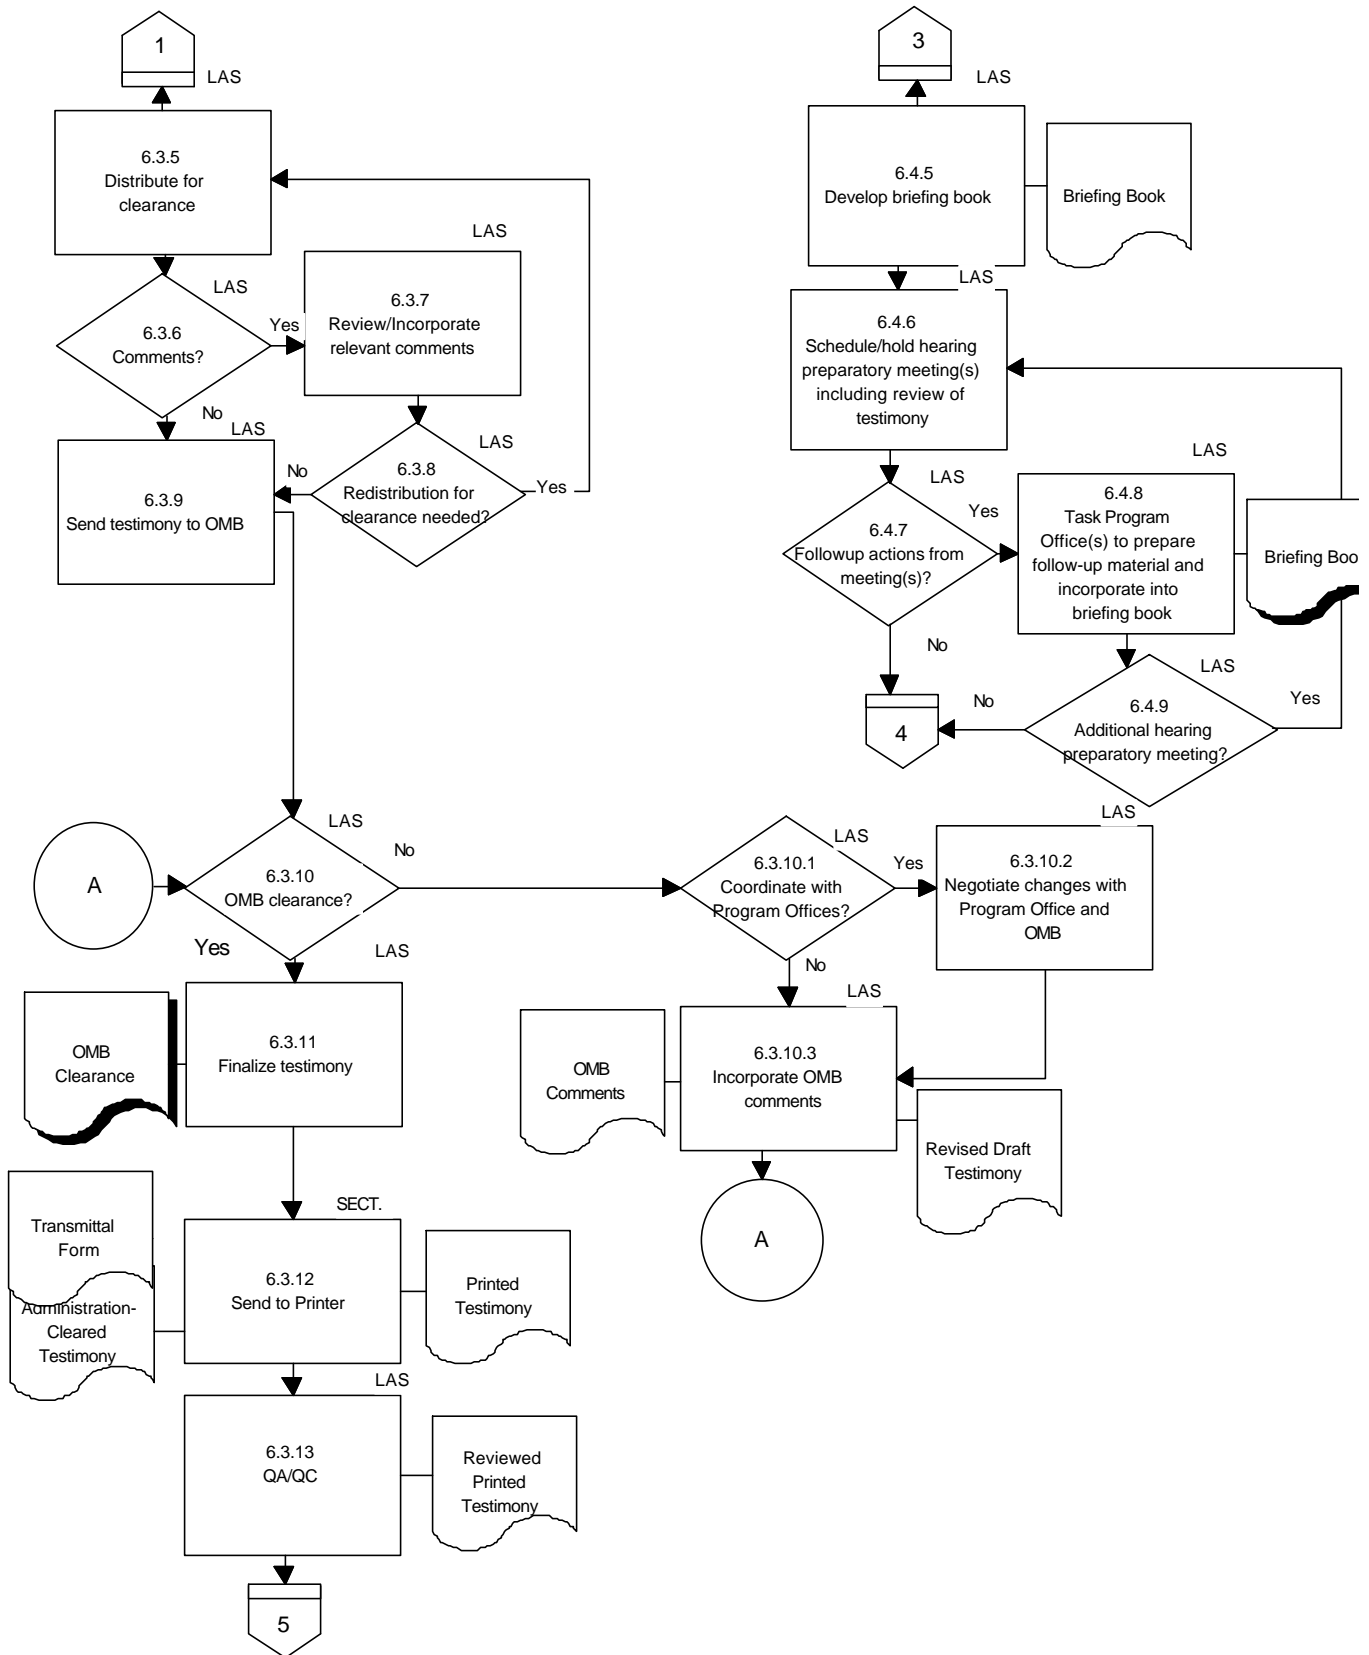 1
LAS
6.3.5
Distribute for
clearance
LAS
6.3.6
Comments?
Yes
No
LAS
6.3.7
Review/Incorporate
relevant comments
LAS
6.3.8
Redistribution for
clearance needed?
Yes
No
LAS
6.3.9
Send testimony to OMB
3
LAS
6.4.5
Develop briefing book
Briefing Book
LAS
6.4.6
Schedule/hold hearing
preparatory meeting(s)
including review of
testimony
LAS
6.4.7
Followup actions from
meeting(s)?
Yes
No
LAS
6.4.8
Task Program
Office(s) to prepare
follow-up material and
incorporate into
briefing book
Briefing Boo
LAS
6.4.9
Additional hearing
preparatory meeting?
Yes
No
4
A
LAS
6.3.10
OMB clearance?
No
Yes
LAS
6.3.10.1
Coordinate with
Program Offices?
Yes
No
LAS
6.3.10.2
Negotiate changes with
Program Office and
OMB
LAS
6.3.10.3
Incorporate OMB
comments
OMB
Comments
Revised Draft
Testimony
A
LAS
6.3.11
Finalize testimony
OMB
Clearance
SECT.
6.3.12
Send to Printer
Transmittal
Form
Administration-
Cleared
Testimony
Printed
Testimony
LAS
6.3.13
QA/QC
Reviewed
Printed
Testimony
5